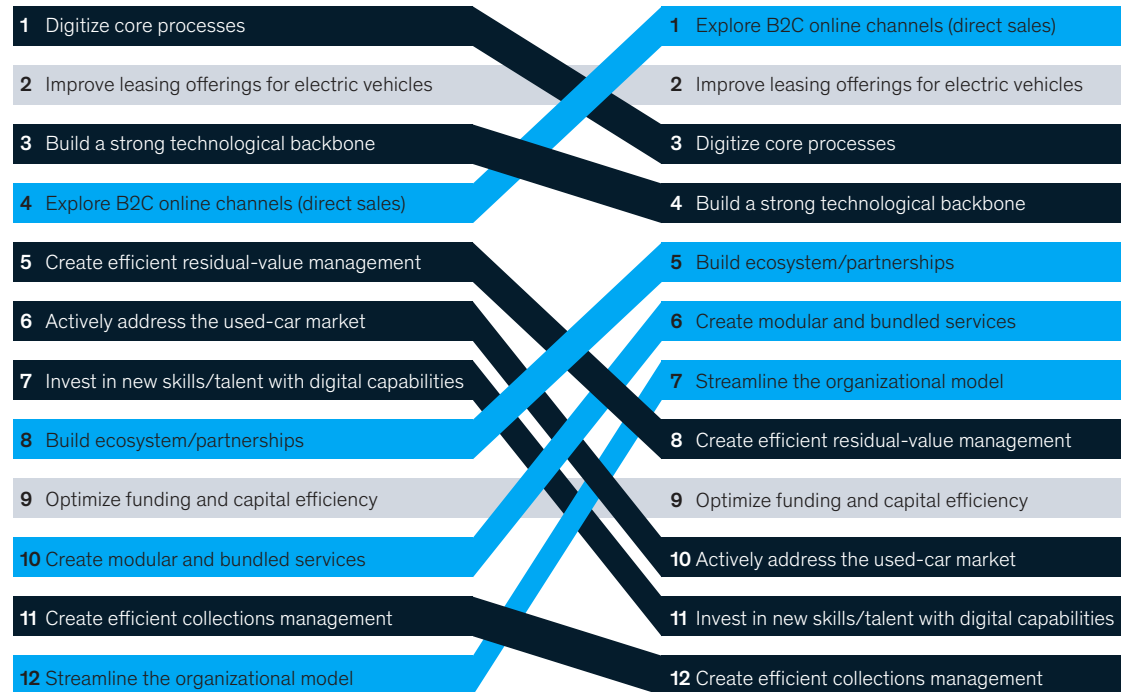 1 Digitize core processes
2 Improve leasing offerings for electric vehicles
3 Build a strong technological backbone
4 Explore B2C online channels (direct sales)
5 Create efficient residual-value management
6 Actively address the used-car market
7 Invest in new skills/talent with digital capabilities
8 Build ecosystem/partnerships
9 Optimize funding and capital efficiency
10 Create modular and bundled services
11 Create efficient collections management
12 Streamline the organizational model
1 Explore B2C online channels (direct sales)
2 Improve leasing offerings for electric vehicles
3 Digitize core processes
4 Build a strong technological backbone
5 Build ecosystem/partnerships
6 Create modular and bundled services
7 Streamline the organizational model
8 Create efficient residual-value management
9 Optimize funding and capital efficiency
10 Actively address the used-car market
11 Invest in new skills/talent with digital capabilities
12 Create efficient collections management